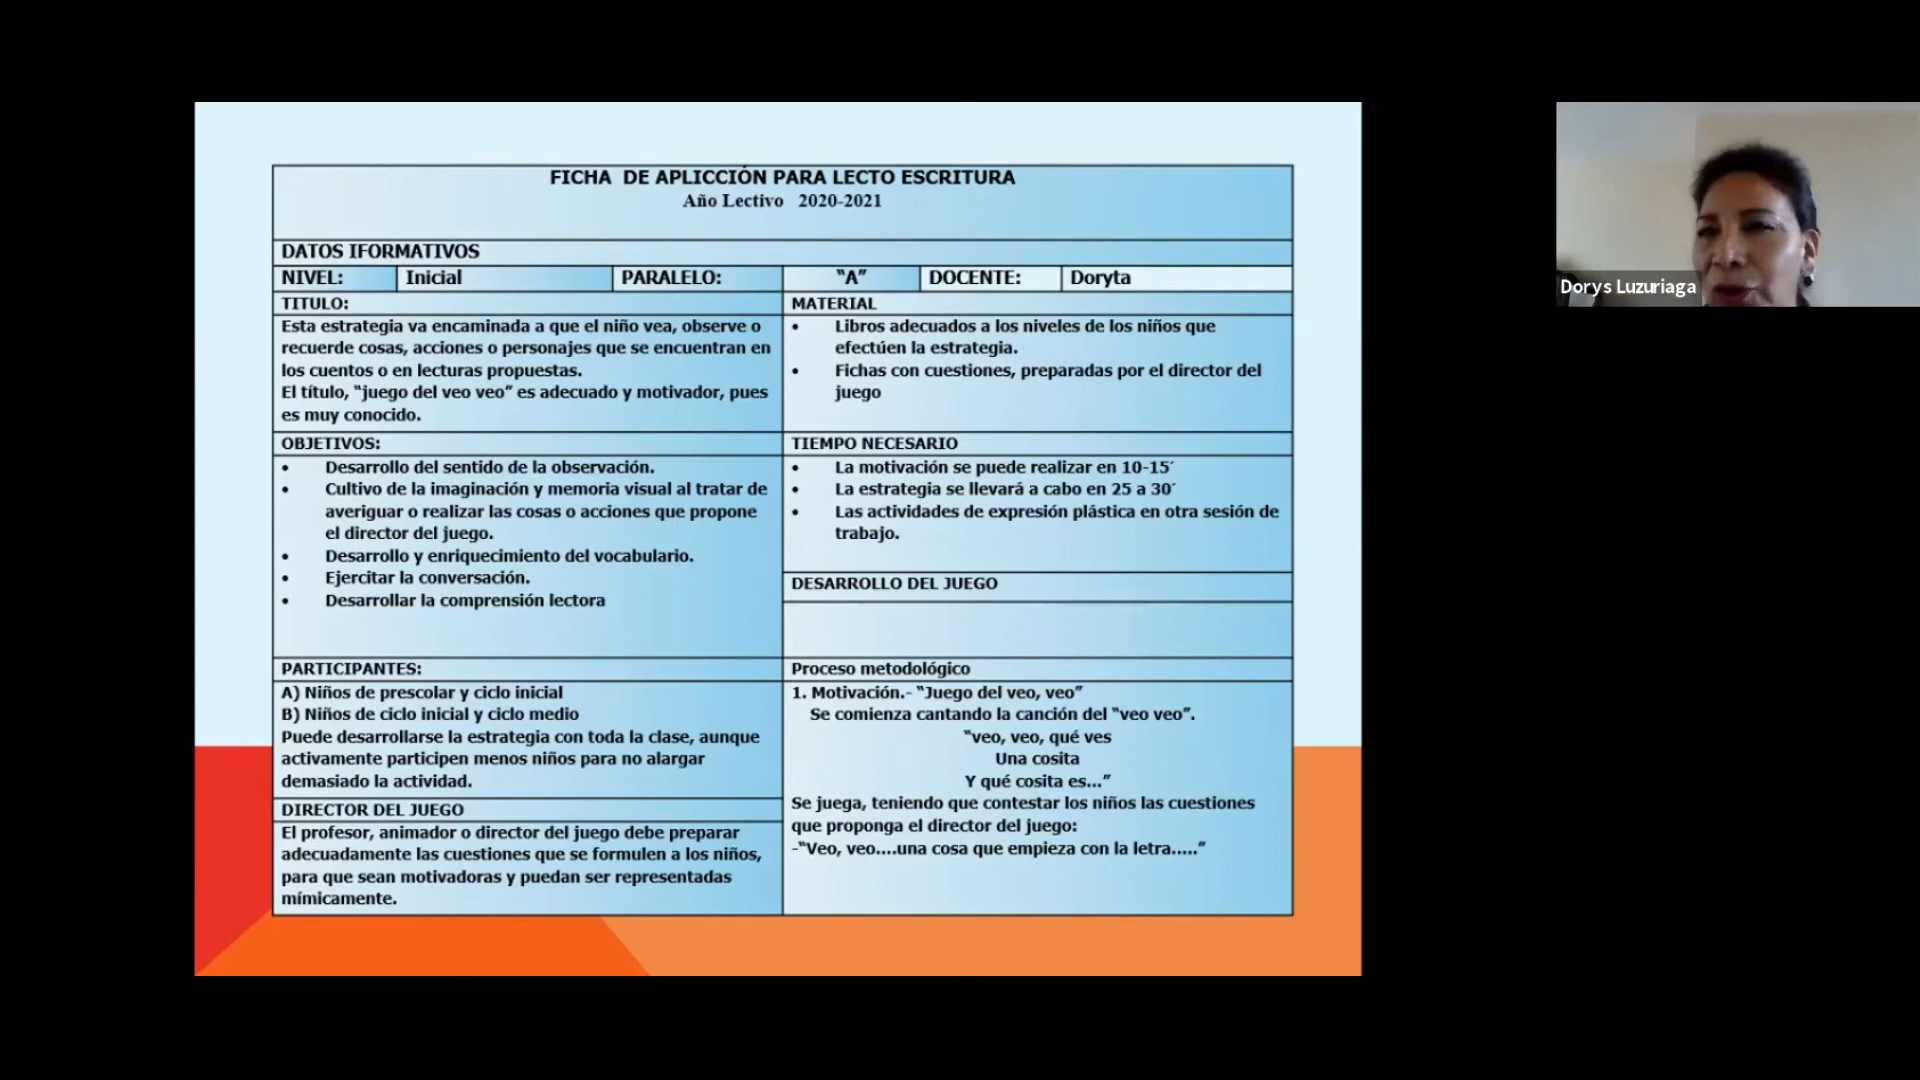 FICHA  DE APLICCIÓN PARA LECTO ESCRITURA
Año Lectivo   2020-2021
DATOS IFORMATIVOS
NIVEL: Inicial PARALELO: “A” DOCENTE: Doryta
TITULO:
Esta estrategia va encaminada a que el niño vea, observe o
recuerde cosas, acciones o personajes que se encuentran en
los cuentos o en lecturas propuestas.
El título, “juego del veo veo” es adecuado y motivador, pues
es muy conocido.
MATERIAL
• Libros adecuados a los niveles de los niños que
efectúen la estrategia.
• Fichas con cuestiones, preparadas por el director del
juego
OBJETIVOS:
• Desarrollo del sentido de la observación.
• Cultivo de la imaginación y memoria visual al tratar de
averiguar o realizar las cosas o acciones que propone
el director del juego.
• Desarrollo y enriquecimiento del vocabulario.
• Ejercitar la conversación.
• Desarrollar la comprensión lectora
TIEMPO NECESARIO
• La motivación se puede realizar en 10-15´
• La estrategia se llevará a cabo en 25 a 30´
• Las actividades de expresión plástica en otra sesión de
trabajo.
DESARROLLO DEL JUEGO
PARTICIPANTES:
A) Niños de prescolar y ciclo inicial
B) Niños de ciclo inicial y ciclo medio
Puede desarrollarse la estrategia con toda la clase, aunque
activamente participen menos niños para no alargar
demasiado la actividad.
DIRECTOR DEL JUEGO
El profesor, animador o director del juego debe preparar
adecuadamente las cuestiones que se formulen a los niños,
para que sean motivadoras y puedan ser representadas
mímicamente.
Proceso metodológico
1. Motivación.- “Juego del veo, veo”
Se comienza cantando la canción del “veo veo”.
“veo, veo, qué ves
Una cosita
Y qué cosita es...”
Se juega, teniendo que contestar los niños las cuestiones
que proponga el director del juego:
-“Veo, veo....una cosa que empieza con la letra.....”
Dorys Luzuriaga